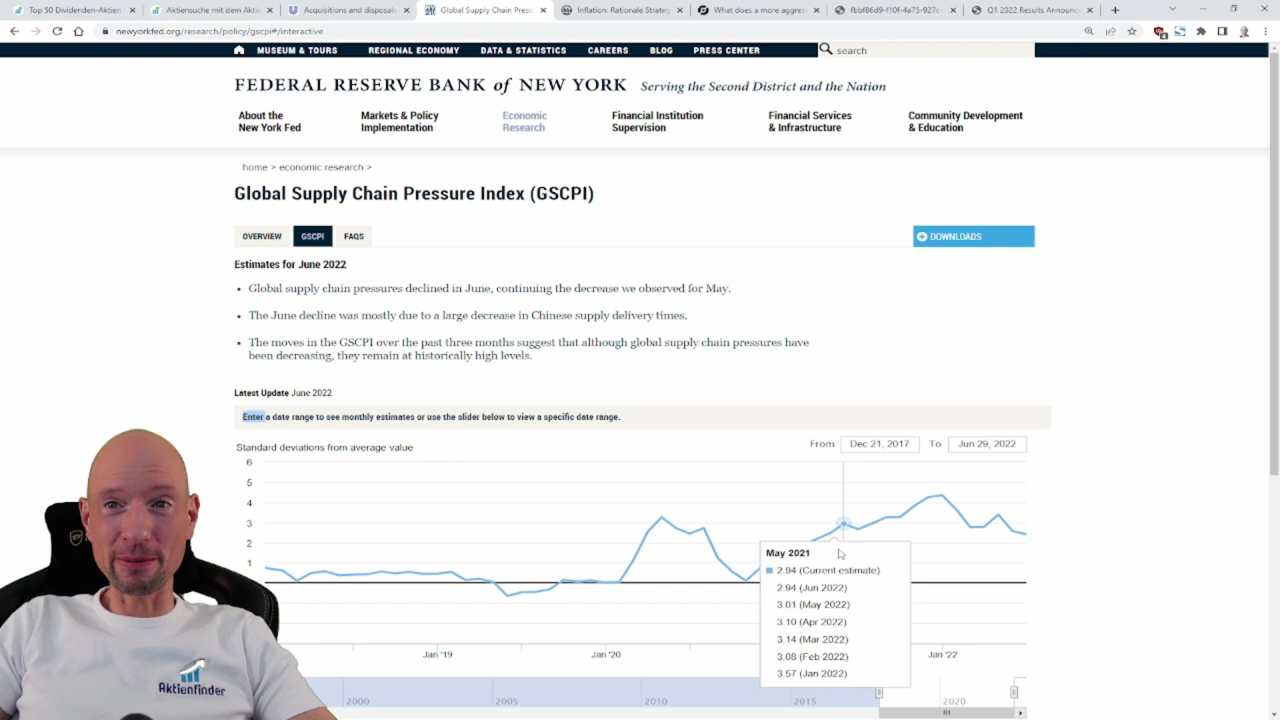 Top 50 Dividenden-Aktien
Aktiensuche mit dem Aktie
Acquisitions and disposals
Global Supply Chain Press
Inflation: Rationale Strateg
What does a more aggres
fbbf86d9-f10f-4a75-927c-
Q1 2022 Results Announc
newyorkfed.org/research/policy/gscpi#/interactive
MUSEUM & TOURS REGIONAL ECONOMY DATA & STATISTICS CAREERS BLOG PRESS CENTER search
FEDERAL RESERVE BANK of NEW YORK Serving the Second District and the Nation
About the
New York Fed
Markets & Policy
Implementation
Economic
Research
Financial Institution
Supervision
Financial Services
& Infrastructure
Community Development
& Education
home > economic research >
Global Supply Chain Pressure Index (GSCPI)
OVERVIEW GSCPI FAQS DOWNLOADS
Estimates for June 2022
• Global supply chain pressures declined in June, continuing the decrease we observed for May.
• The June decline was mostly due to a large decrease in Chinese supply delivery times.
• The moves in the GSCPI over the past three months suggest that although global supply chain pressures have
been decreasing, they remain at historically high levels.
Latest Update June 2022
Enter a date range to see monthly estimates or use the slider below to view a specific date range.
Standard deviations from average value
From Dec 21, 2017 To Jun 29, 2022
6
5
4
3
2
1
May 2021
2.94 (Current estimate)
2.94 (Jun 2022)
3.01 (May 2022)
3.10 (Apr 2022)
3.14 (Mar 2022)
3.08 (Feb 2022)
3.57 (Jan 2022)
Jan '19 Jan '20 Jan '22
2000 2005 2010 2015 2020
Aktienfinder